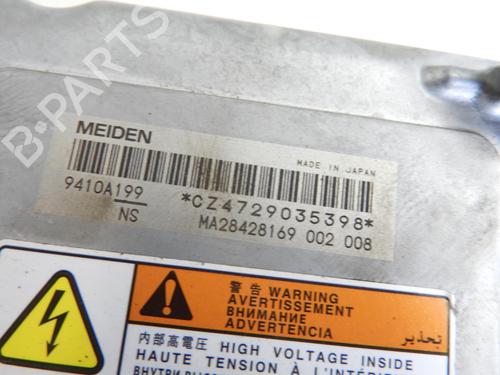 B-PARTS
MEIDEN
MADE IN JAPAN
9410A199
NS
*CZ4729035398*
MA28428169 002 008
警告 WARNING
AVERTISSEMENT
ВНИМАНИЕ
ADVERTENCIA
تحذير
内部高電圧 HIGH VOLTAGE INSIDE
HAUTE TENSION À L'INTÉRIEUR